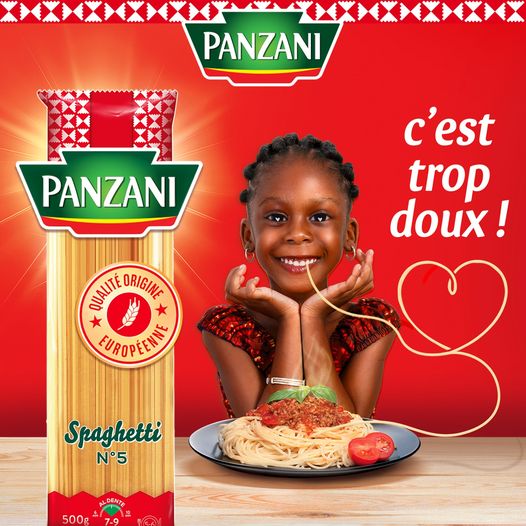 PANZANI
c'est
trop
doux !
PANZANI
QUALITÉ ORIGINE
EUROPÉENNE
Spaghetti
N°5
500g
AL DENTE
7-9